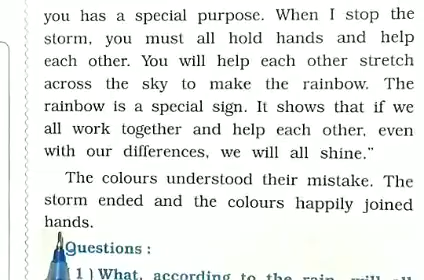 you has a special purpose. When I stop the
storm, you must all hold hands and help
each other. You will help each other stretch
across the sky to make the rainbow. The
rainbow is a special sign. It shows that if we
all work together and help each other, even
with our differences, we will all shine."
The colours understood their mistake. The
storm ended and the colours happily joined
hands.
Questions :
1 ) What, according to the rain, will all